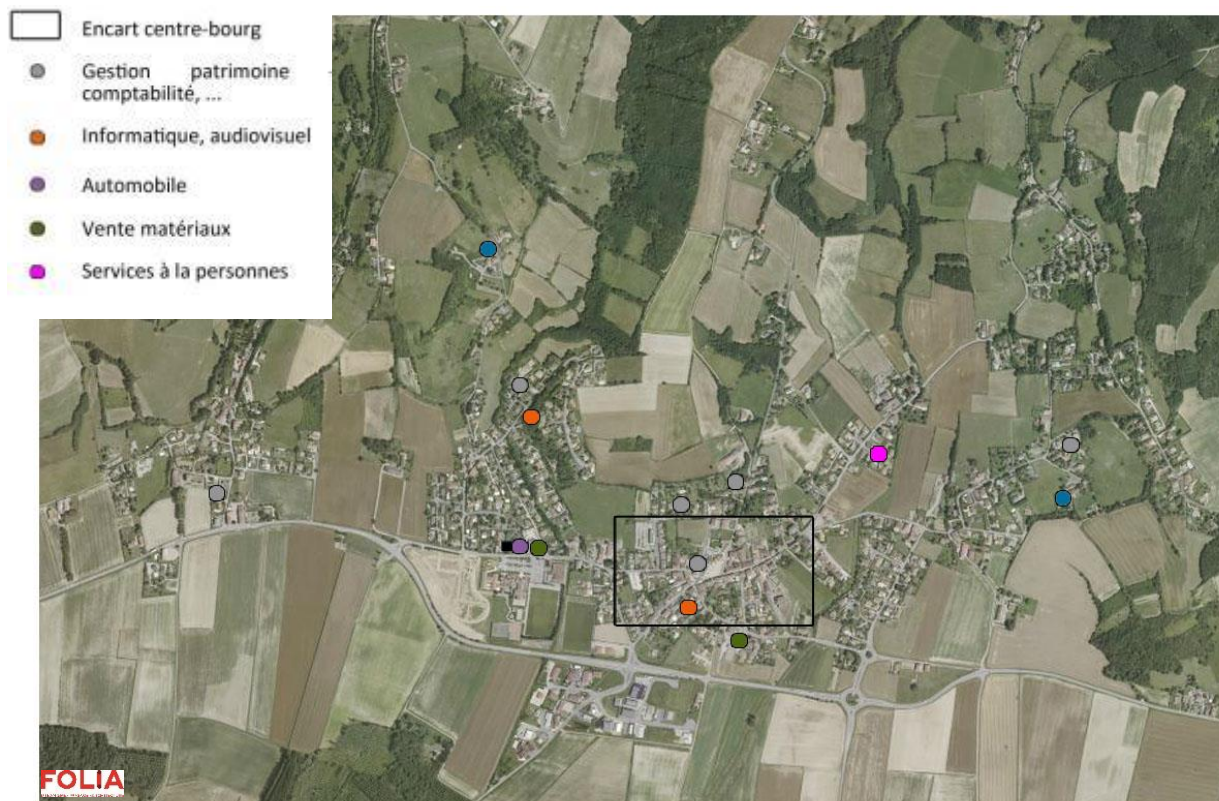 Encart centre-bourg
Gestion patrimoine
comptabilité, ...
Informatique, audiovisuel
Automobile
Vente matériaux
Services à la personnes
FOLIA